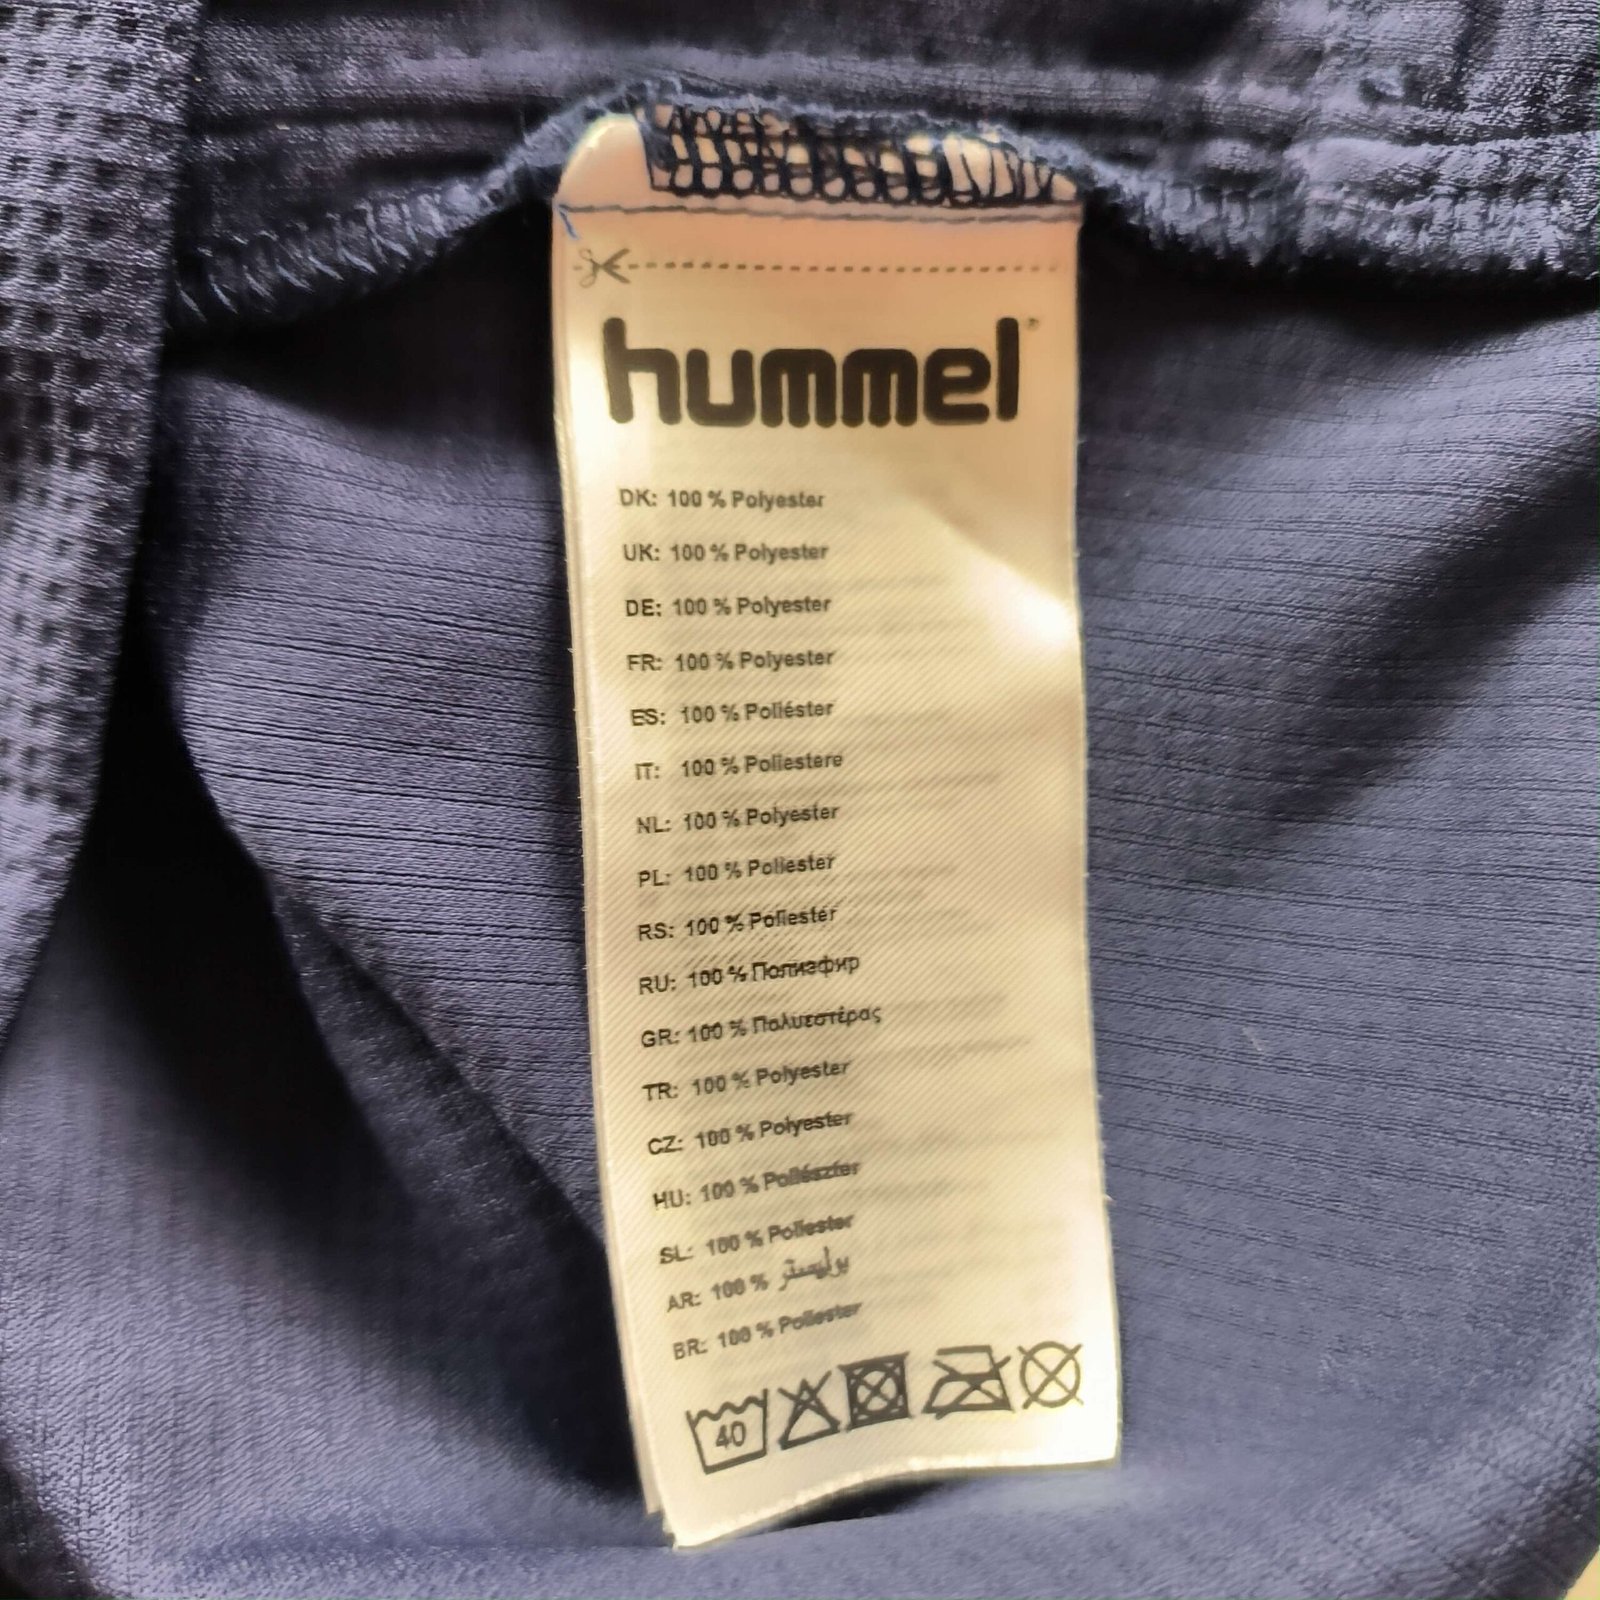 hummel®
DK: 100 % Polyester
UK: 100 % Polyester
DE: 100 % Polyester
FR: 100 % Polyester
ES: 100 % Poliéster
IT: 100 % Poliestere
NL: 100 % Polyester
PL: 100 % Poliester
RS: 100 % Poliester
RU: 100 % Полиэфир
GR: 100 % Πολυεστέρας
TR: 100 % Polyester
CZ: 100 % Polyester
HU: 100 % Poliészter
SL: 100 % Poliester
AR: 100 % بوليستر
BR: 100 % Poliester
40